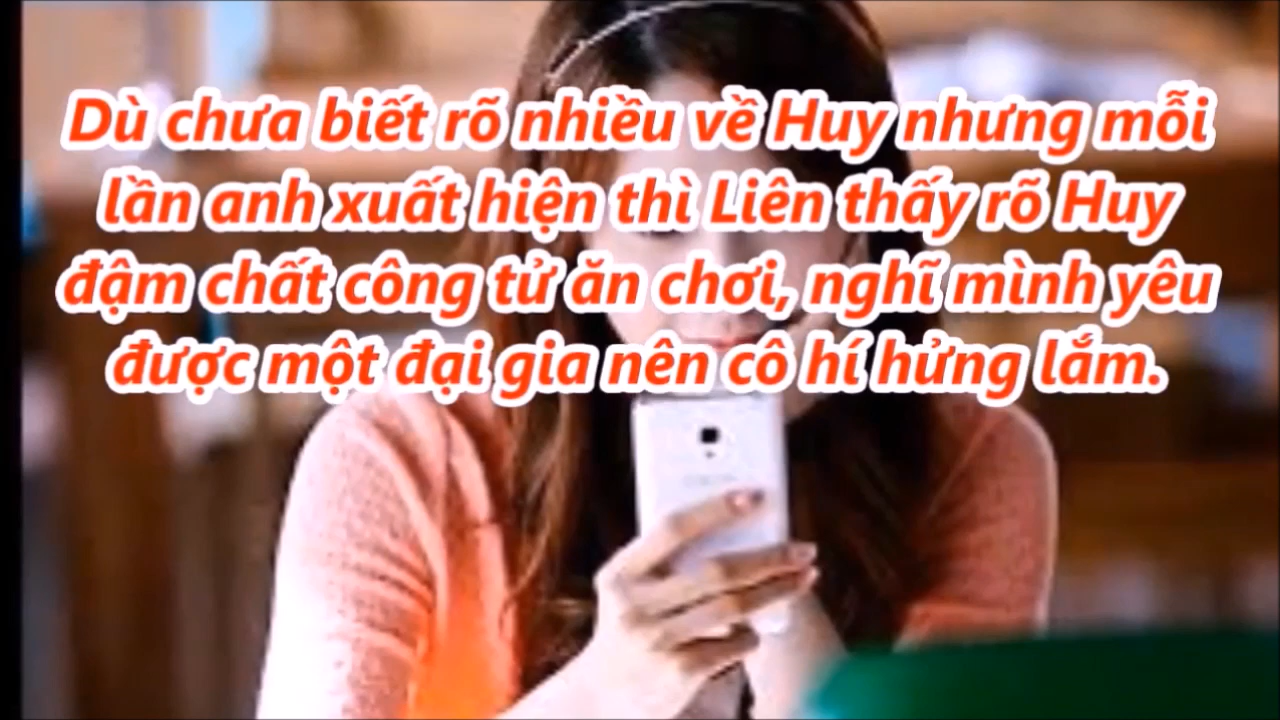 Dù chưa biết rõ nhiều về Huy nhưng mỗi
lần anh xuất hiện thì Liên thấy rõ Huy
đậm chất công tử ăn chơi, nghĩ mình yêu
được một đại gia nên cô hí hửng lắm.